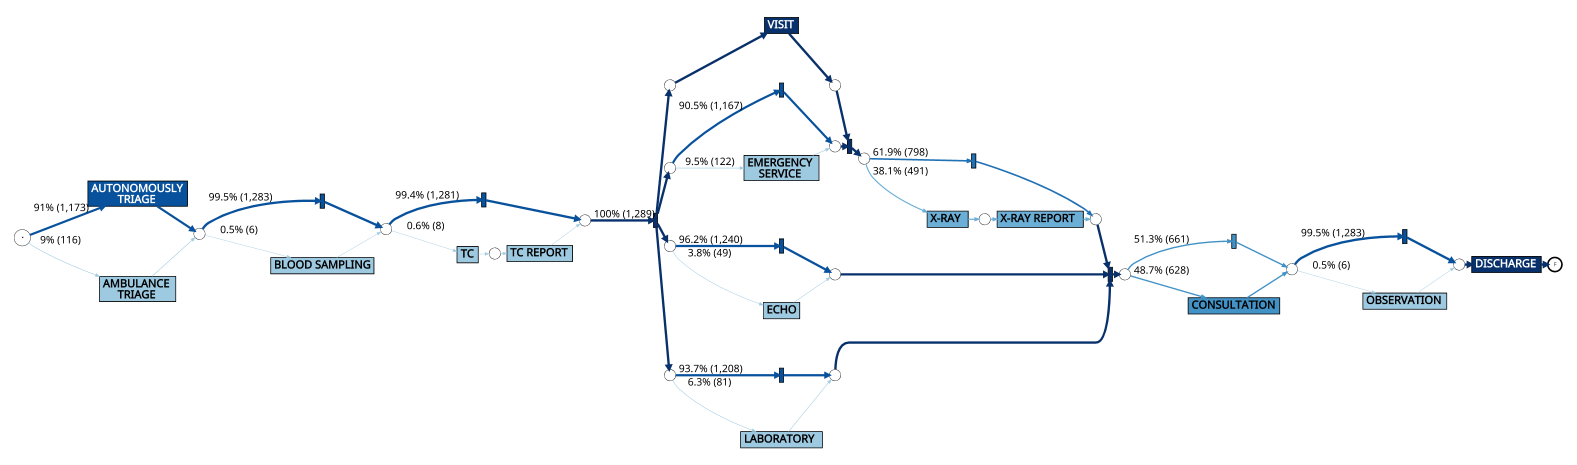 VISIT
90.5% (1,167)
9.5% (122)
EMERGENCY
SERVICE
61.9% (798)
38.1% (491)
AUTONOMOUSLY
TRIAGE
91% (1,173)
9% (116)
AMBULANCE
TRIAGE
99.5% (1,283)
0.5% (6)
BLOOD SAMPLING
99.4% (1,281)
0.6% (8)
TC
TC REPORT
100% (1,289)
X-RAY
X-RAY REPORT
96.2% (1,240)
3.8% (49)
ECHO
51.3% (661)
48.7% (628)
CONSULTATION
99.5% (1,283)
0.5% (6)
OBSERVATION
DISCHARGE
93.7% (1,208)
6.3% (81)
LABORATORY